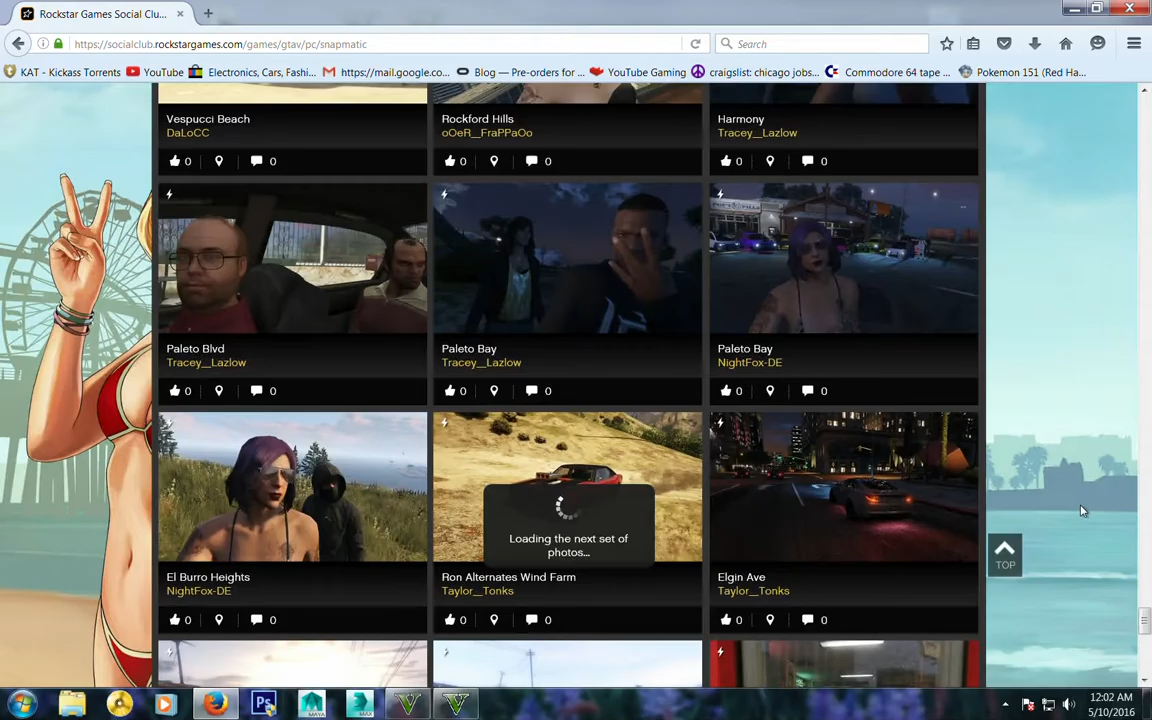 Rockstar Games Social Clu...
https://socialclub.rockstargames.com/games/gtav/pc/snapmatic
Search
KAT - Kickass Torrents
YouTube
Electronics, Cars, Fashi...
https://mail.google.co...
Blog — Pre-orders for ...
YouTube Gaming
craigslist: chicago jobs...
Commodore 64 tape ...
Pokemon 151 (Red Ha...
Vespucci Beach
DaLoCC
0
0
Rockford Hills
oOeR__FraPPaOo
0
0
Harmony
Tracey__Lazlow
0
0
Paleto Blvd
Tracey__Lazlow
0
0
Paleto Bay
Tracey__Lazlow
0
0
Paleto Bay
NightFox-DE
0
0
El Burro Heights
NightFox-DE
0
0
Loading the next set of
photos...
Ron Alternates Wind Farm
Taylor__Tonks
0
0
Elgin Ave
Taylor__Tonks
0
0
TOP
Ps
MAYA
MAX
12:02 AM
5/10/2016